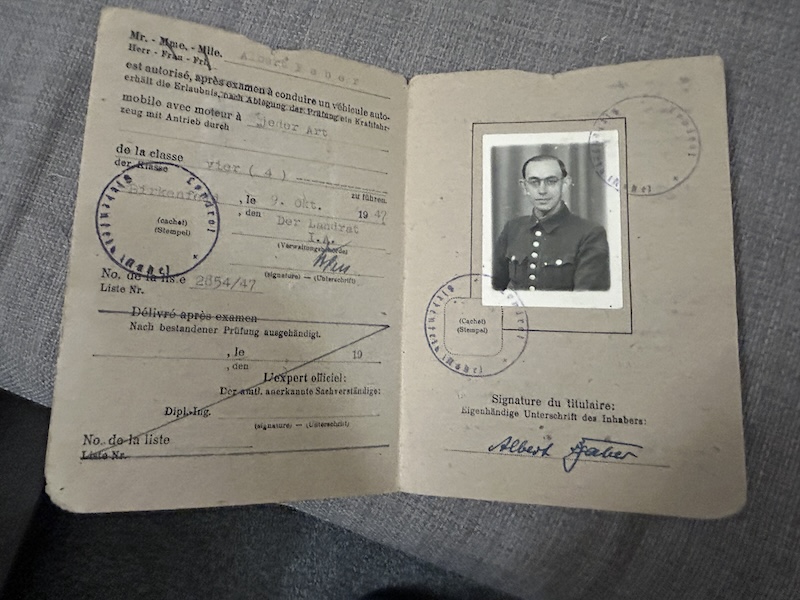 Mr. - Mme. - Mlle. Albert Faber
Herr - Frau - Frl.
est autorisé, après examen à conduire un véhicule auto-
erhält die Erlaubnis, nach Ablegung der Prüfung ein Kraftfahr-
mobile avec moteur à jeder Art
zeug mit Antrieb durch
de la classe vier ( 4 )
der Klasse
zu führen.
Birkenfeld , le 9. Okt. 1947
, den
(cachet)
(Stempel)
Der Landrat
I.A.
(Verwaltungsbehörde)
No. de la liste 2854/47
Liste Nr.
(signature) — (Unterschrift)
Délivré après examen
Nach bestandener Prüfung ausgehändigt.
, le 19
, den
L'expert officiel:
Der amtl. anerkannte Sachverständige:
Dipl.-Ing.
(signature) — (Unterschrift)
No. de la liste
Liste Nr.
(Cachet)
(Stempel)
Signature du titulaire:
Eigenhändige Unterschrift des Inhabers:
Albert Faber